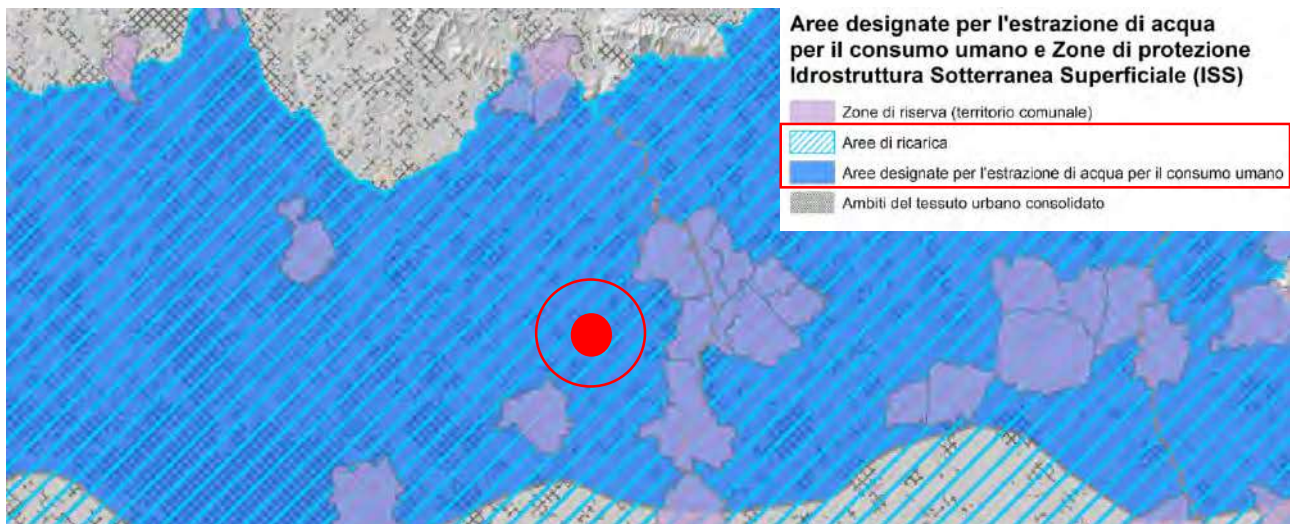 Aree designate per l'estrazione di acqua
per il consumo umano e Zone di protezione
Idrostruttura Sotterranea Superficiale (ISS)
Zone di riserva (territorio comunale)
Aree di ricarica
Aree designate per l'estrazione di acqua per il consumo umano
Ambiti del tessuto urbano consolidato